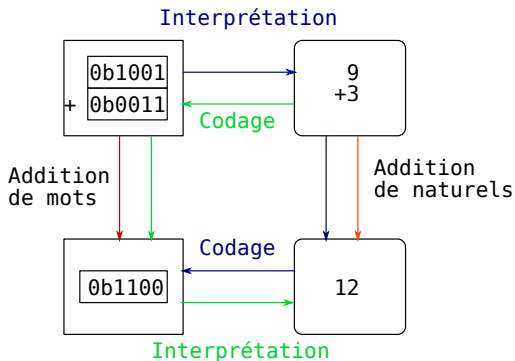 Interprétation
0b1001
+ 0b0011
9
+3
Codage
Addition
de mots
Addition
de naturels
Codage
0b1100
12
Interprétation